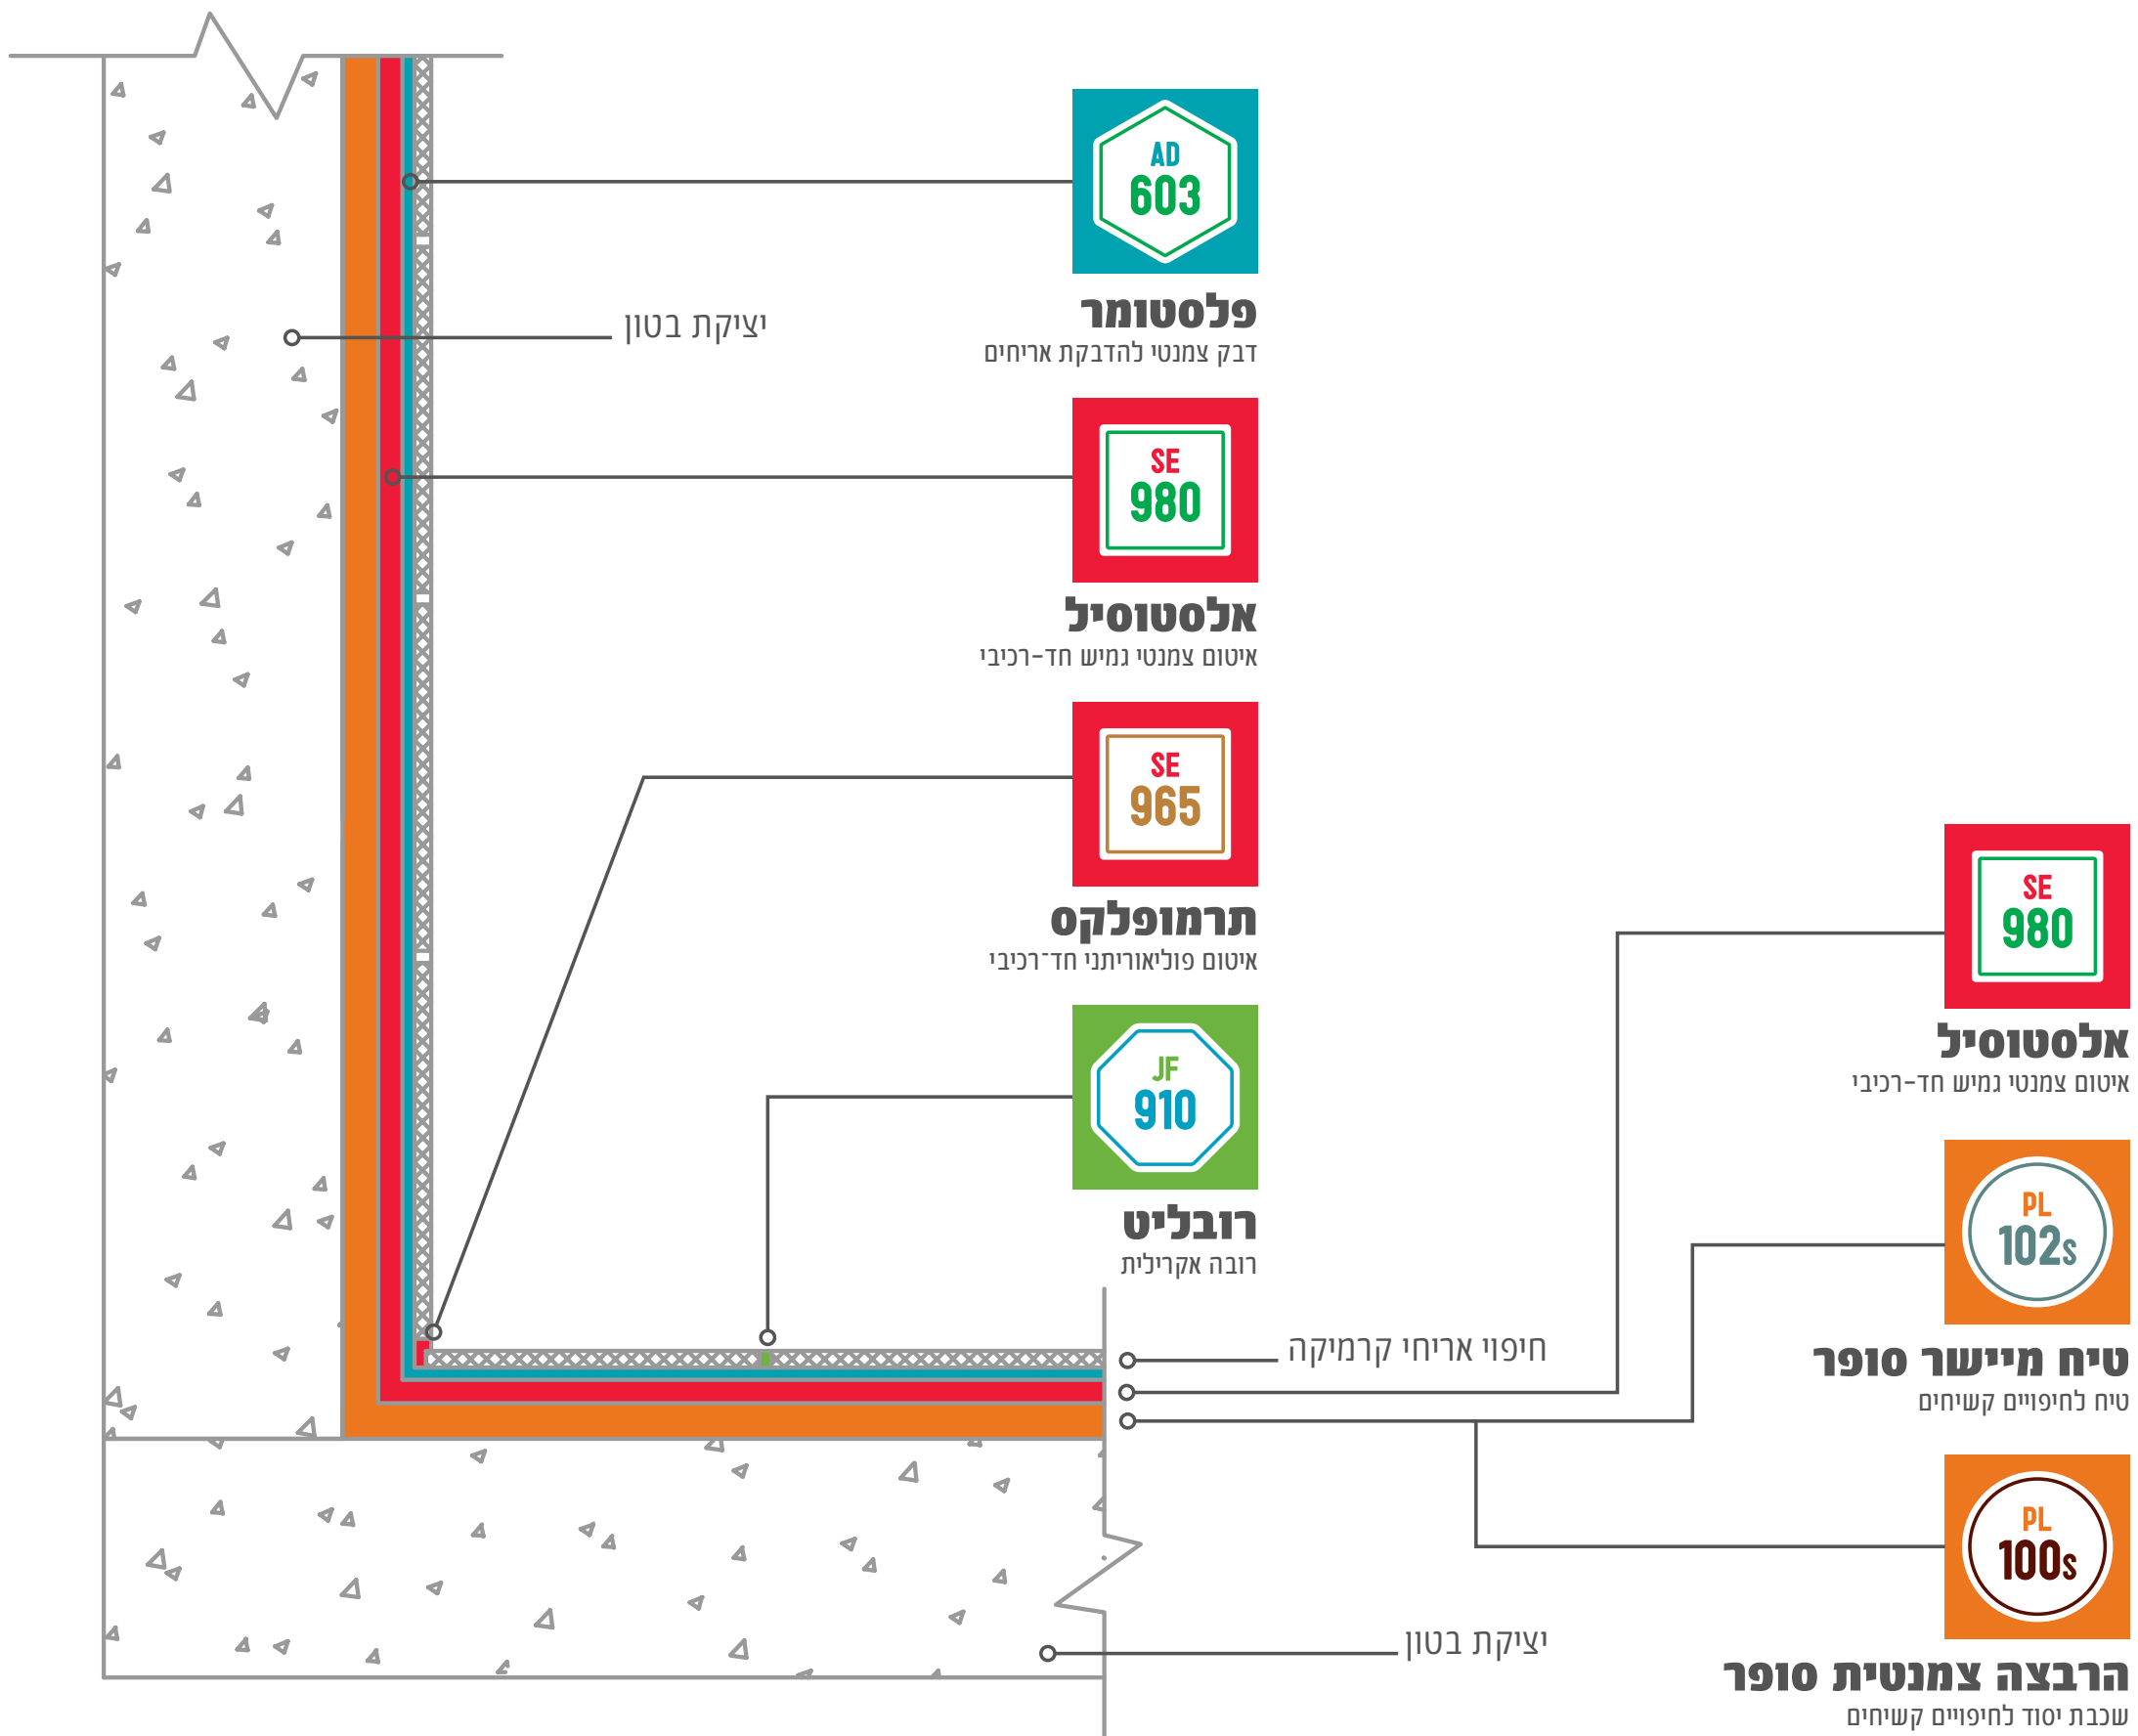 AD
603
פלסטומר
דבק צמנטי להדבקת אריחים
יציקת בטון
SE
980
אלסטוסיל
איטום צמנטי גמיש חד-רכיבי
SE
965
תרמופלקס
איטום פוליאוריתני חד־רכיבי
JF
910
רובליט
רובה אקרילית
SE
980
אלסטוסיל
איטום צמנטי גמיש חד-רכיבי
PL
102s
טיח מיישר סופר
טיח לחיפויים קשיחים
חיפוי אריחי קרמיקה
PL
100s
הרבצה צמנטית סופר
שכבת יסוד לחיפויים קשיחים
יציקת בטון